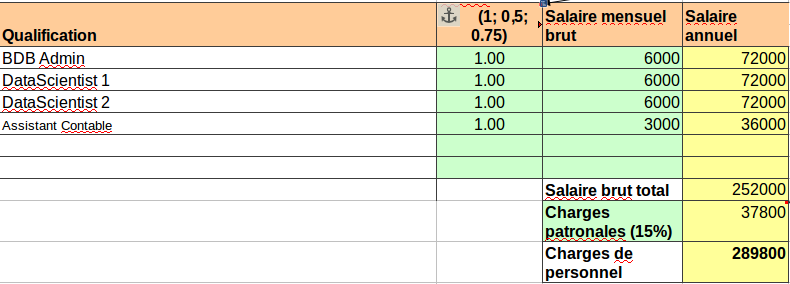 (1; 0,5; Salaire mensuel Salaire
Qualification 0.75) brut annuel
BDB Admin 1.00 6000 72000
DataScientist 1 1.00 6000 72000
DataScientist 2 1.00 6000 72000
Assistant Contable 1.00 3000 36000
Salaire brut total 252000
Charges 37800
patronales (15%)
Charges de 289800
personnel